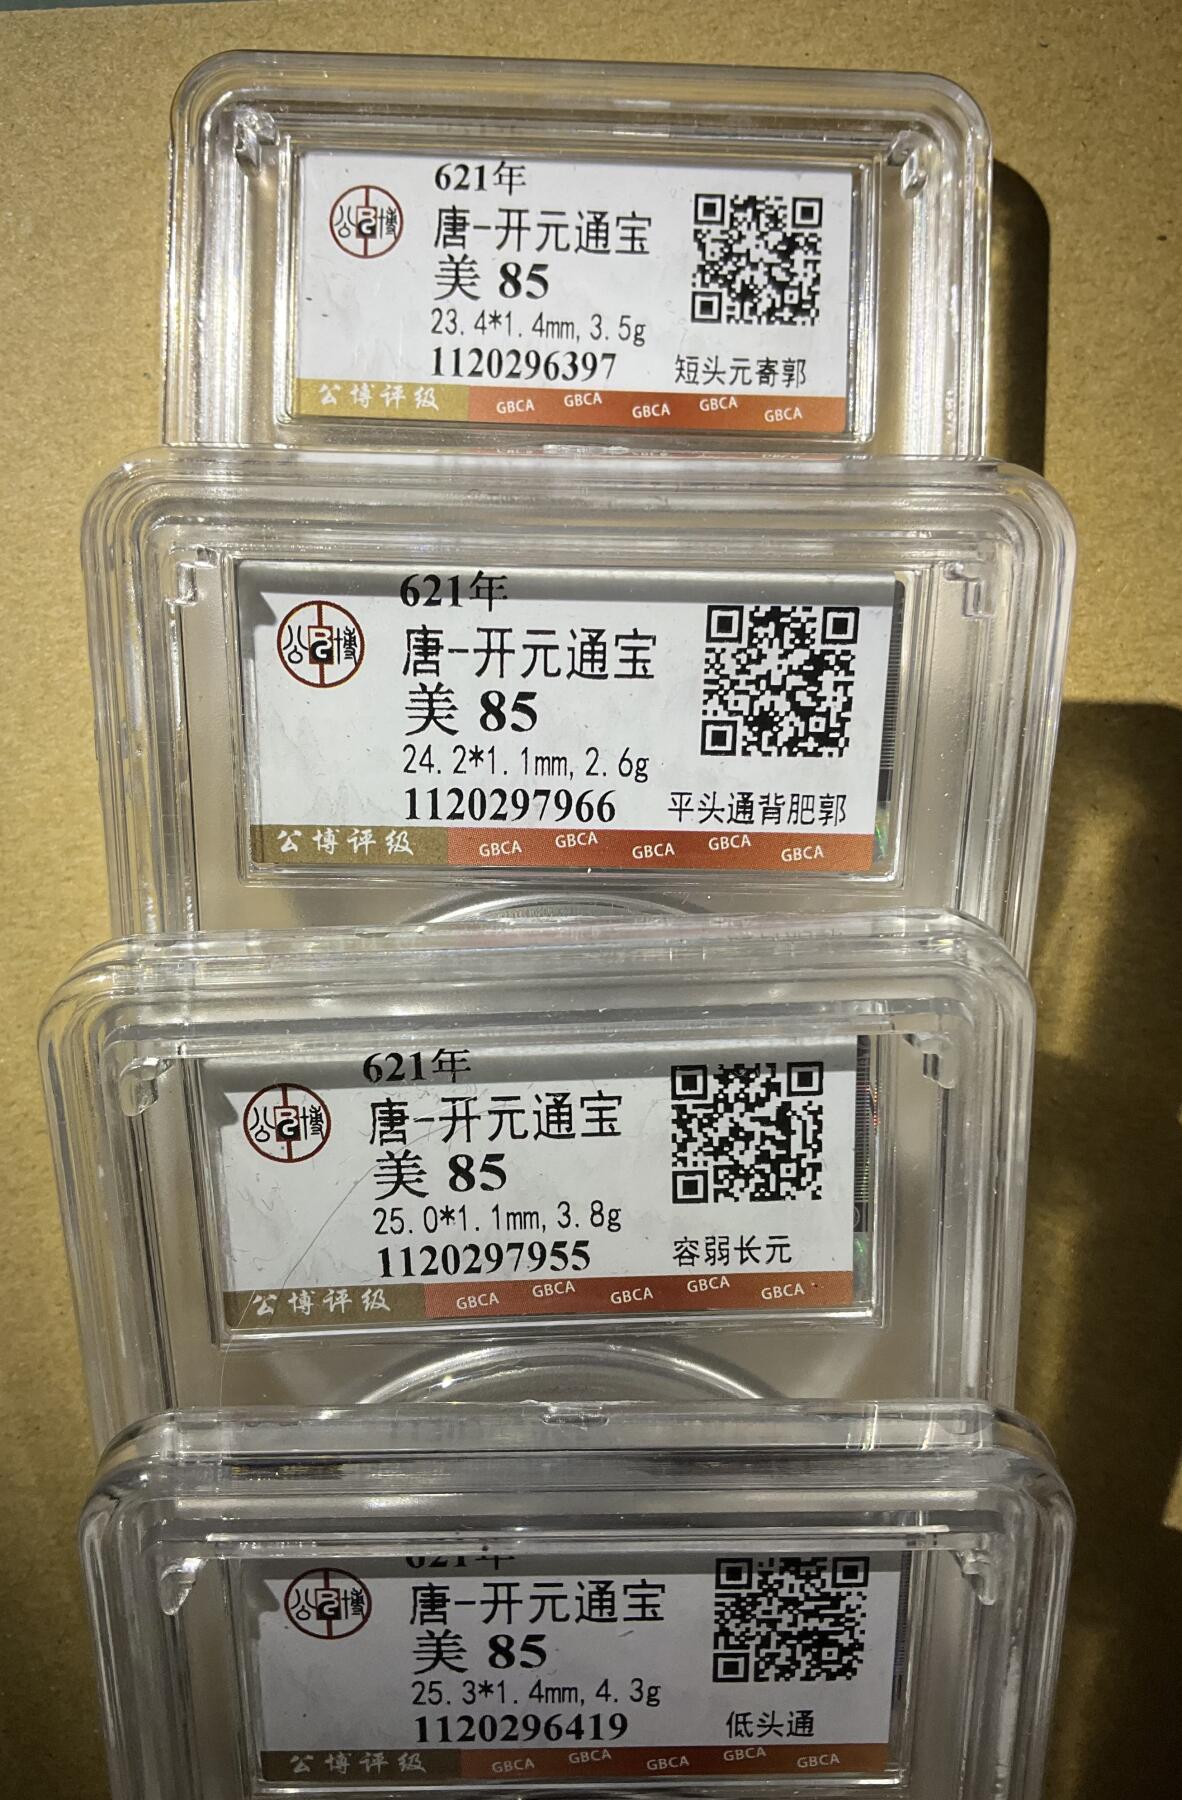 621年
唐-开元通宝
美 85
23.4*1.4mm,3.5g
1120296397 短头元寄郭
公博评级 GBCA GBCA GBCA GBCA GBCA
621年
唐-开元通宝
美 85
24.2*1.1mm,2.6g
1120297966 平头通背肥郭
公博评级 GBCA GBCA GBCA GBCA GBCA
621年
唐-开元通宝
美 85
25.0*1.1mm,3.8g
1120297955 容弱长元
公博评级 GBCA GBCA GBCA GBCA GBCA
621年
唐-开元通宝
美 85
25.3*1.4mm,4.3g
1120296419 低头通
公博评级 GBCA GBCA GBCA GBCA GBCA